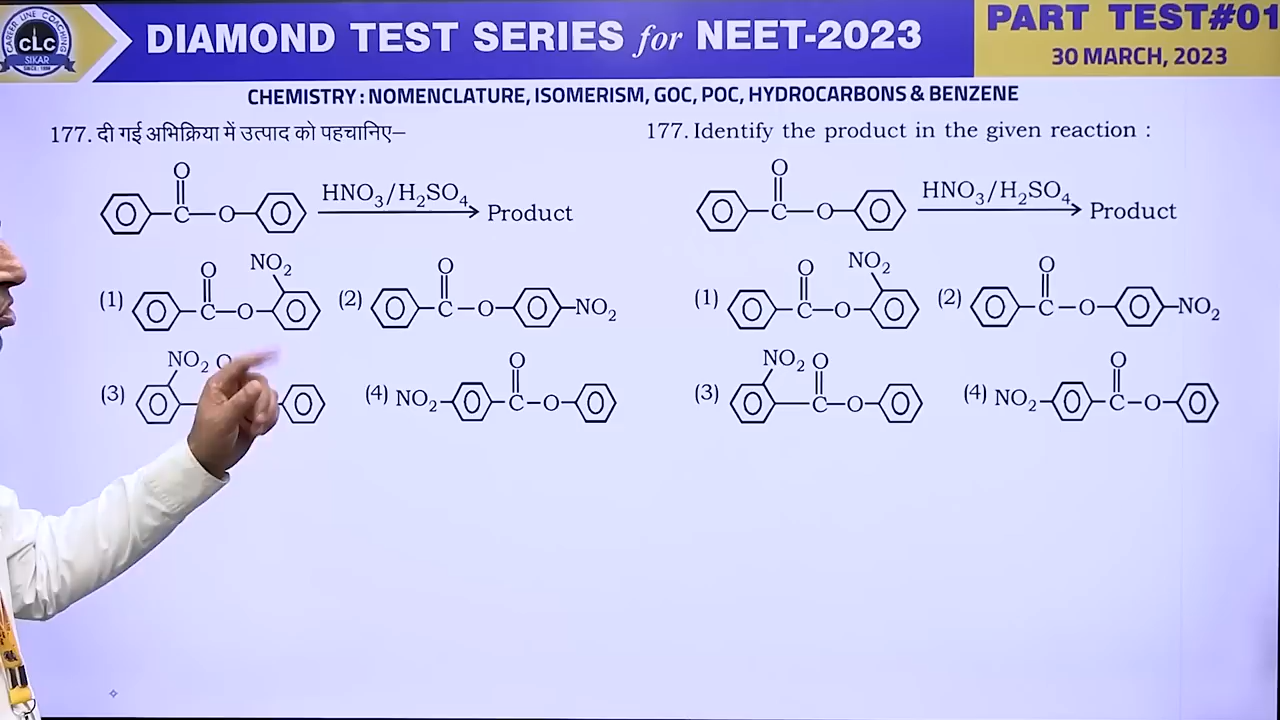 CAREER LINE COACHING
CLC
SIKAR
SINCE : 1996
DIAMOND TEST SERIES for NEET-2023
PART TEST#01
30 MARCH, 2023
CHEMISTRY : NOMENCLATURE, ISOMERISM, GOC, POC, HYDROCARBONS & BENZENE
177. दी गई अभिक्रिया में उत्पाद को पहचानिए–
O
C O
HNO₃/H₂SO₄
Product
(1) O NO₂
C O
(2) O
C O NO₂
(3) NO₂ O
(4) NO₂ O
C O
177. Identify the product in the given reaction :
O
C O
HNO₃/H₂SO₄
Product
(1) O NO₂
C O
(2) O
C O NO₂
(3) NO₂ O
C O
(4) NO₂ O
C O